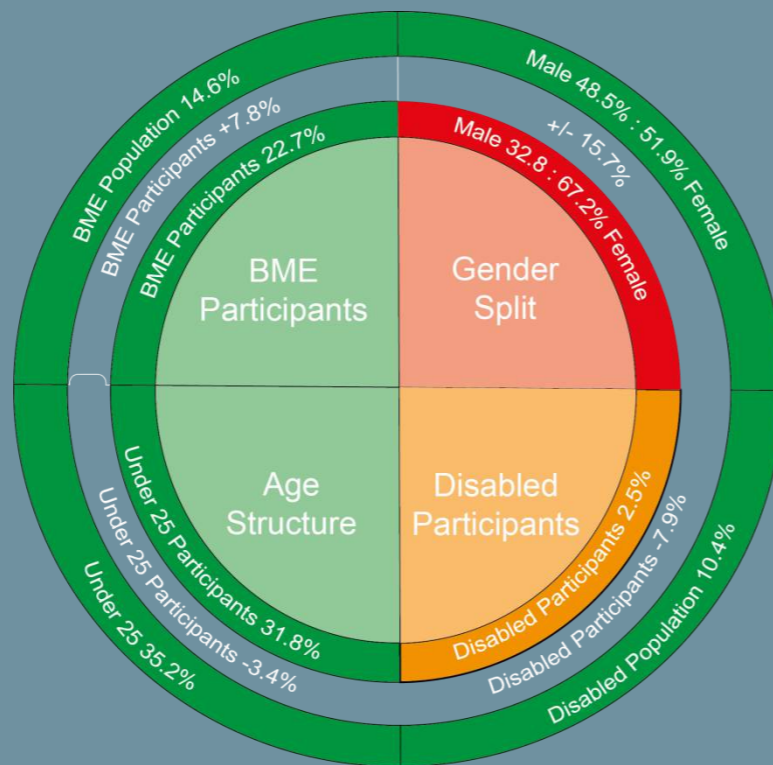 BME Population 14.6%
BME Participants +7.8%
BME Participants 22.7%
BME
Participants
Male 48.5% : 51.9% Female
+/- 15.7%
Male 32.8 : 67.2% Female
Gender
Split
Age
Structure
Under 25 Participants 31.8%
Under 25 Participants -3.4%
Under 25 35.2%
Disabled
Participants
Disabled Participants 2.5%
Disabled Participants -7.9%
Disabled Population 10.4%